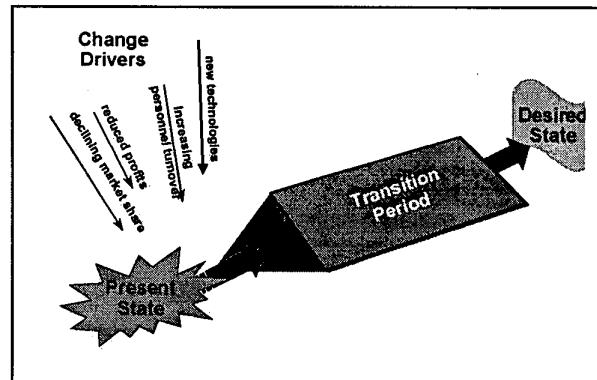 Change
Drivers
declining market share
reduced profits
increasing
personnel turnover
new technologies
Desired
State
Transition
Period
Present
State